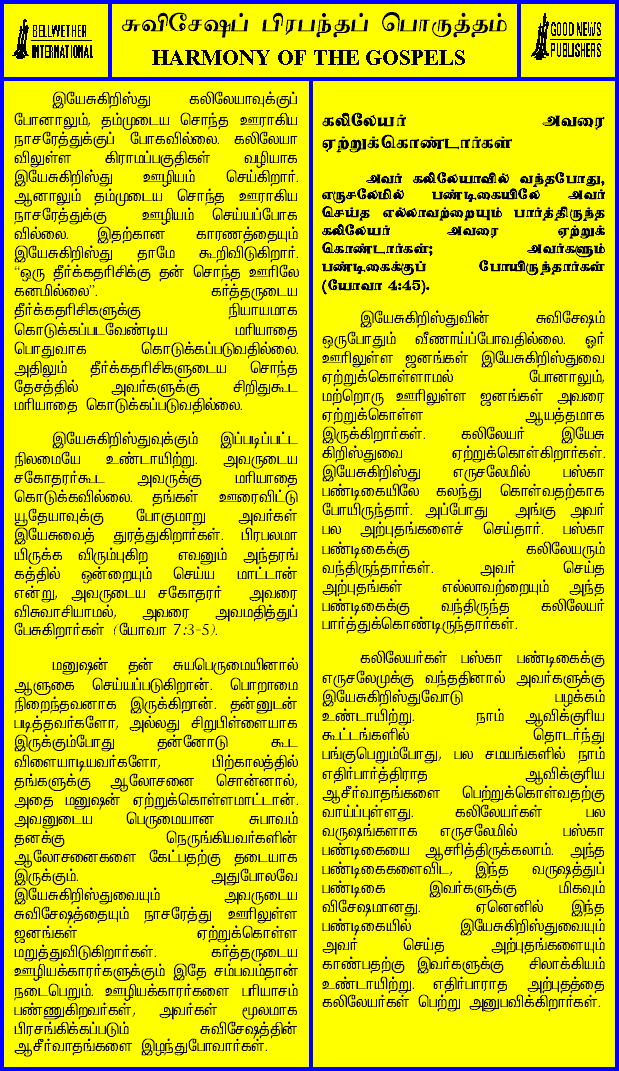 BELLWETHER
INTERNATIONAL
சுவிசேஷப் பிரபந்தப் பொருத்தம்
HARMONY OF THE GOSPELS
GOOD NEWS
PUBLISHERS
இயேசுகிறிஸ்து கலிலேயாவுக்குப்
போனாலும், தம்முடைய சொந்த ஊராகிய
நாசரேத்துக்குப் போகவில்லை. கலிலேயா
விலுள்ள கிராமப்பகுதிகள் வழியாக
இயேசுகிறிஸ்து ஊழியம் செய்கிறார்.
ஆனாலும் தம்முடைய சொந்த ஊராகிய
நாசரேத்துக்கு ஊழியம் செய்யப்போக
வில்லை. இதற்கான காரணத்தையும்
இயேசுகிறிஸ்து தாமே கூறிவிடுகிறார்.
“ஒரு தீர்க்கதரிசிக்கு தன் சொந்த ஊரிலே
கனமில்லை”. கர்த்தருடைய
தீர்க்கதரிசிகளுக்கு நியாயமாக
கொடுக்கப்படவேண்டிய மரியாதை
பொதுவாக கொடுக்கப்படுவதில்லை.
அதிலும் தீர்க்கதரிசிகளுடைய சொந்த
தேசத்தில் அவர்களுக்கு சிறிதுகூட
மரியாதை கொடுக்கப்படுவதில்லை.
இயேசுகிறிஸ்துவுக்கும் இப்படிப்பட்ட
நிலமையே உண்டாயிற்று. அவருடைய
சகோதரர்கூட அவருக்கு மரியாதை
கொடுக்கவில்லை. தங்கள் ஊரைவிட்டு
யூதேயாவுக்கு போகுமாறு அவர்கள்
இயேசுவைத் துரத்துகிறார்கள். பிரபலமா
யிருக்க விரும்புகிற எவனும் அந்தரங்
கத்தில் ஒன்றையும் செய்ய மாட்டான்
என்று, அவருடைய சகோதரர் அவரை
விசுவாசியாமல், அவரை அவமதித்துப்
பேசுகிறார்கள் (யோவா 7:3-5).
மனுஷன் தன் சுயபெருமையினால்
ஆளுகை செய்யப்படுகிறான். பொறாமை
நிறைந்தவனாக இருக்கிறான். தன்னுடன்
படித்தவர்களோ, அல்லது சிறுபிள்ளையாக
இருக்கும்போது தன்னோடு கூட
விளையாடியவர்களோ, பிற்காலத்தில்
தங்களுக்கு ஆலோசனை சொன்னால்,
அதை மனுஷன் ஏற்றுக்கொள்ளமாட்டான்.
அவனுடைய பெருமையான சுபாவம்
தனக்கு நெருங்கியவர்களின்
ஆலோசனைகளை கேட்பதற்கு தடையாக
இருக்கும். அதுபோலவே
இயேசுகிறிஸ்துவையும் அவருடைய
சுவிசேஷத்தையும் நாசரேத்து ஊரிலுள்ள
ஜனங்கள் ஏற்றுக்கொள்ள
மறுத்துவிடுகிறார்கள். கர்த்தருடைய
ஊழியக்காரர்களுக்கும் இதே சம்பவம்தான்
நடைபெறும். ஊழியக்காரர்களை பரியாசம்
பண்ணுகிறவர்கள், அவர்கள் மூலமாக
பிரசங்கிக்கப்படும் சுவிசேஷத்தின்
ஆசீர்வாதங்களை இழந்துபோவார்கள்.
கலிலேயர் அவரை
ஏற்றுக்கொண்டார்கள்
அவர் கலிலேயாவில் வந்தபோது,
எருசலேமில் பண்டிகையிலே அவர்
செய்த எல்லாவற்றையும் பார்த்திருந்த
கலிலேயர் அவரை ஏற்றுக்
கொண்டார்கள்; அவர்களும்
பண்டிகைக்குப் போயிருந்தார்கள்
(யோவா 4:45).
இயேசுகிறிஸ்துவின் சுவிசேஷம்
ஒருபோதும் வீணாய்ப்போவதில்லை. ஓர்
ஊரிலுள்ள ஜனங்கள் இயேசுகிறிஸ்துவை
ஏற்றுக்கொள்ளாமல் போனாலும்,
மற்றொரு ஊரிலுள்ள ஜனங்கள் அவரை
ஏற்றுக்கொள்ள ஆயத்தமாக
இருக்கிறார்கள். கலிலேயர் இயேசு
கிறிஸ்துவை ஏற்றுக்கொள்கிறார்கள்.
இயேசுகிறிஸ்து எருசலேமில் பஸ்கா
பண்டிகையிலே கலந்து கொள்வதற்காக
போயிருந்தார். அப்போது அங்கு அவர்
பல அற்புதங்களைச் செய்தார். பஸ்கா
பண்டிகைக்கு கலிலேயரும்
வந்திருந்தார்கள். அவர் செய்த
அற்புதங்கள் எல்லாவற்றையும் அந்த
பண்டிகைக்கு வந்திருந்த கலிலேயர்
பார்த்துக்கொண்டிருந்தார்கள்.
கலிலேயர்கள் பஸ்கா பண்டிகைக்கு
எருசலேமுக்கு வந்ததினால் அவர்களுக்கு
இயேசுகிறிஸ்துவோடு பழக்கம்
உண்டாயிற்று. நாம் ஆவிக்குரிய
கூட்டங்களில் தொடர்ந்து
பங்குபெறும்போது, பல சமயங்களில் நாம்
எதிர்பார்த்திராத ஆவிக்குரிய
ஆசீர்வாதங்களை பெற்றுக்கொள்வதற்கு
வாய்ப்புள்ளது. கலிலேயர்கள் பல
வருஷங்களாக எருசலேமில் பஸ்கா
பண்டிகையை ஆசரித்திருக்கலாம். அந்த
பண்டிகைகளைவிட, இந்த வருஷத்துப்
பண்டிகை இவர்களுக்கு மிகவும்
விசேஷமானது. ஏனெனில் இந்த
பண்டிகையில் இயேசுகிறிஸ்துவையும்
அவர் செய்த அற்புதங்களையும்
காண்பதற்கு இவர்களுக்கு சிலாக்கியம்
உண்டாயிற்று. எதிர்பாராத அற்புதத்தை
கலிலேயர்கள் பெற்று அனுபவிக்கிறார்கள்.